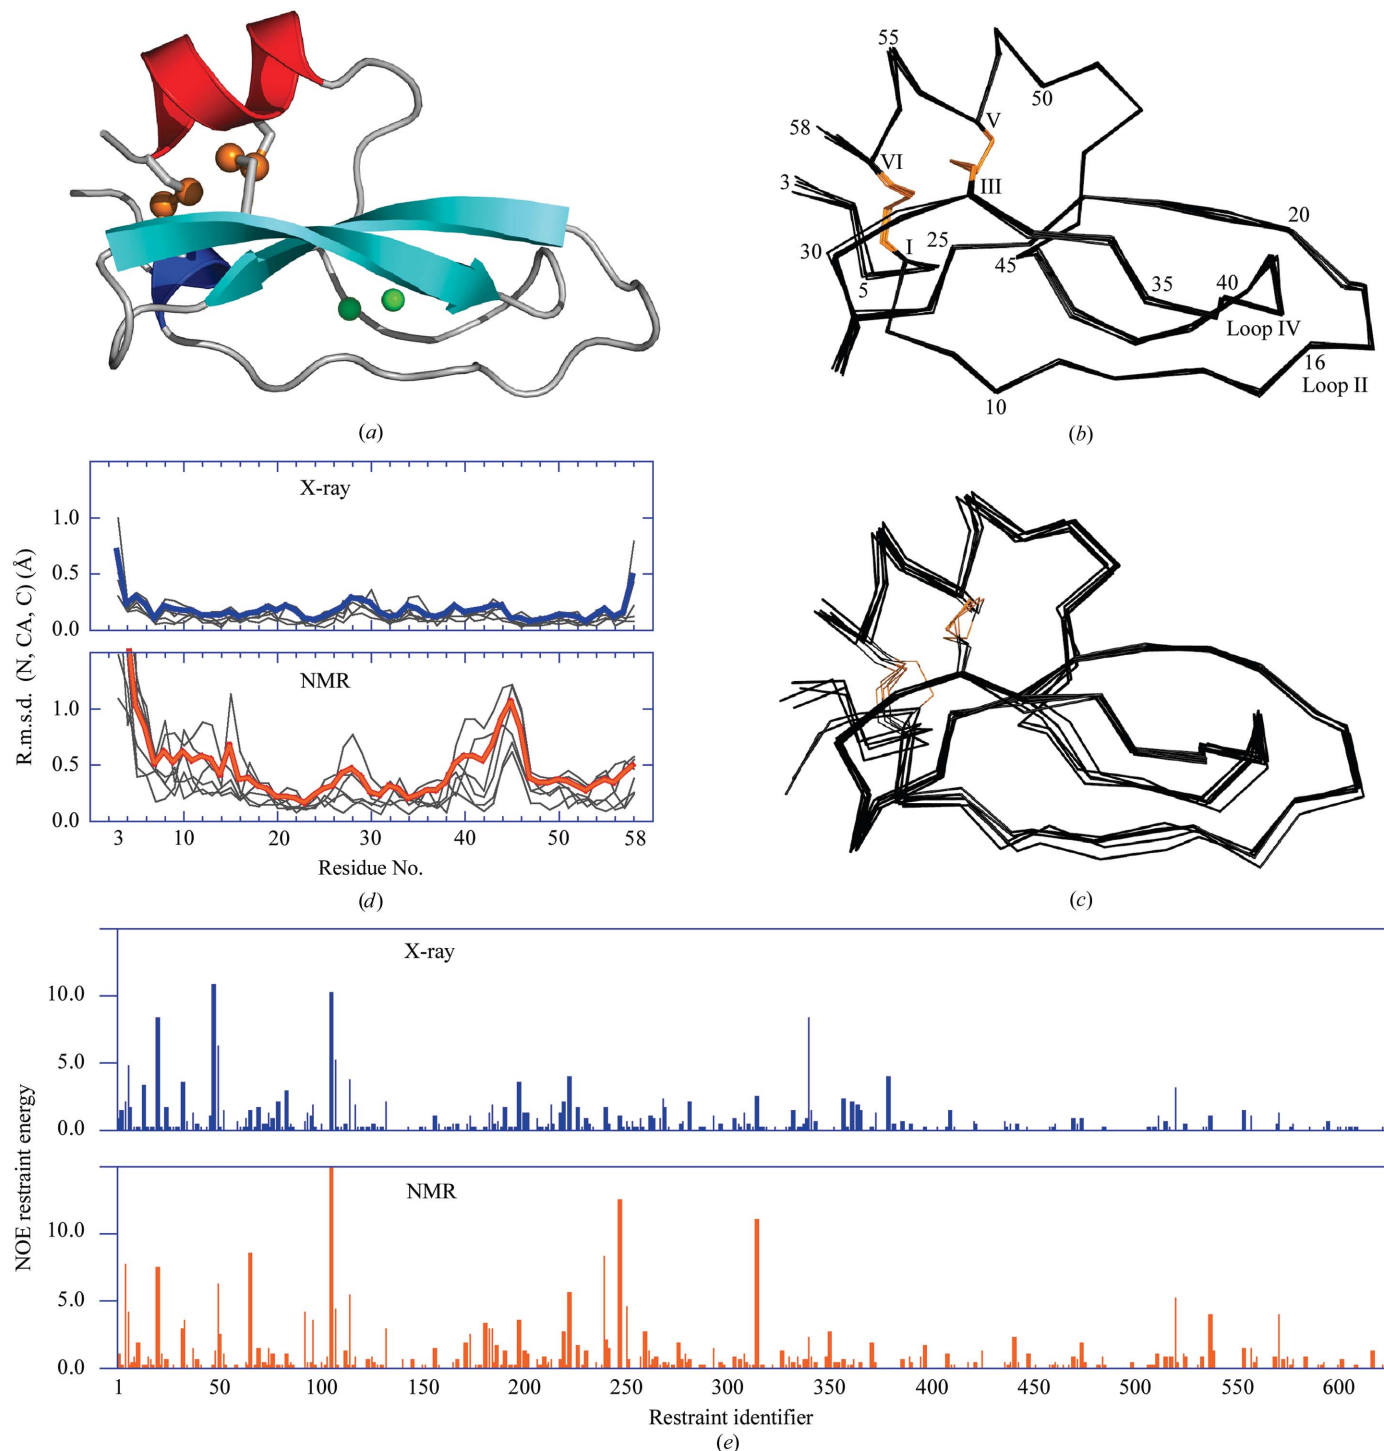 (a)
55
50
58
V
VI
3
III
20
30
I
25
45
5
35
40
Loop IV
16
Loop II
10
(b)
X-ray
1.0
0.5
0.0
NMR
1.0
0.5
0.0
R.m.s.d. (N, CA, C) (Å)
3 10 20 30 40 50 58
Residue No.
(d)
(c)
X-ray
10.0
5.0
0.0
NMR
10.0
5.0
0.0
NOE restraint energy
1 50 100 150 200 250 300 350 400 450 500 550 600
Restraint identifier
(e)